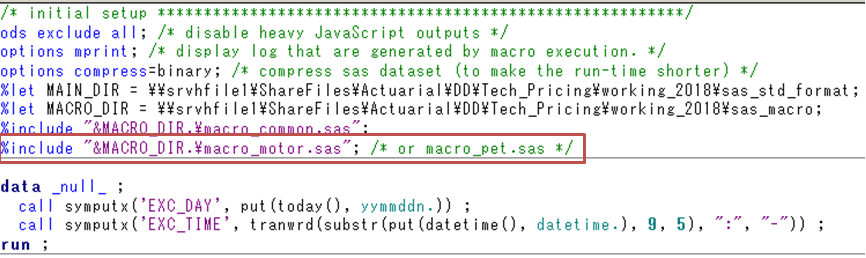 /* initial setup ***********************************************************/
ods exclude all; /* disable heavy JavaScript outputs */
options mprint; /* display log that are generated by macro execution. */
options compress=binary; /* compress sas dataset (to make the run-time shorter) */
%let MAIN_DIR = ¥¥srvhfile1¥ShareFiles¥Actuarial¥DD¥Tech_Pricing¥working_2018¥sas_std_format;
%let MACRO_DIR = ¥¥srvhfile1¥ShareFiles¥Actuarial¥DD¥Tech_Pricing¥working_2018¥sas_macro;
%include "&MACRO_DIR.¥macro_common.sas";
%include "&MACRO_DIR.¥macro_motor.sas"; /* or macro_pet.sas */
data _null_ ;
call symputx('EXC_DAY', put(today(), yymmddn.)) ;
call symputx('EXC_TIME', tranwrd(substr(put(datetime(), datetime.), 9, 5), ":", "-")) ;
run ;